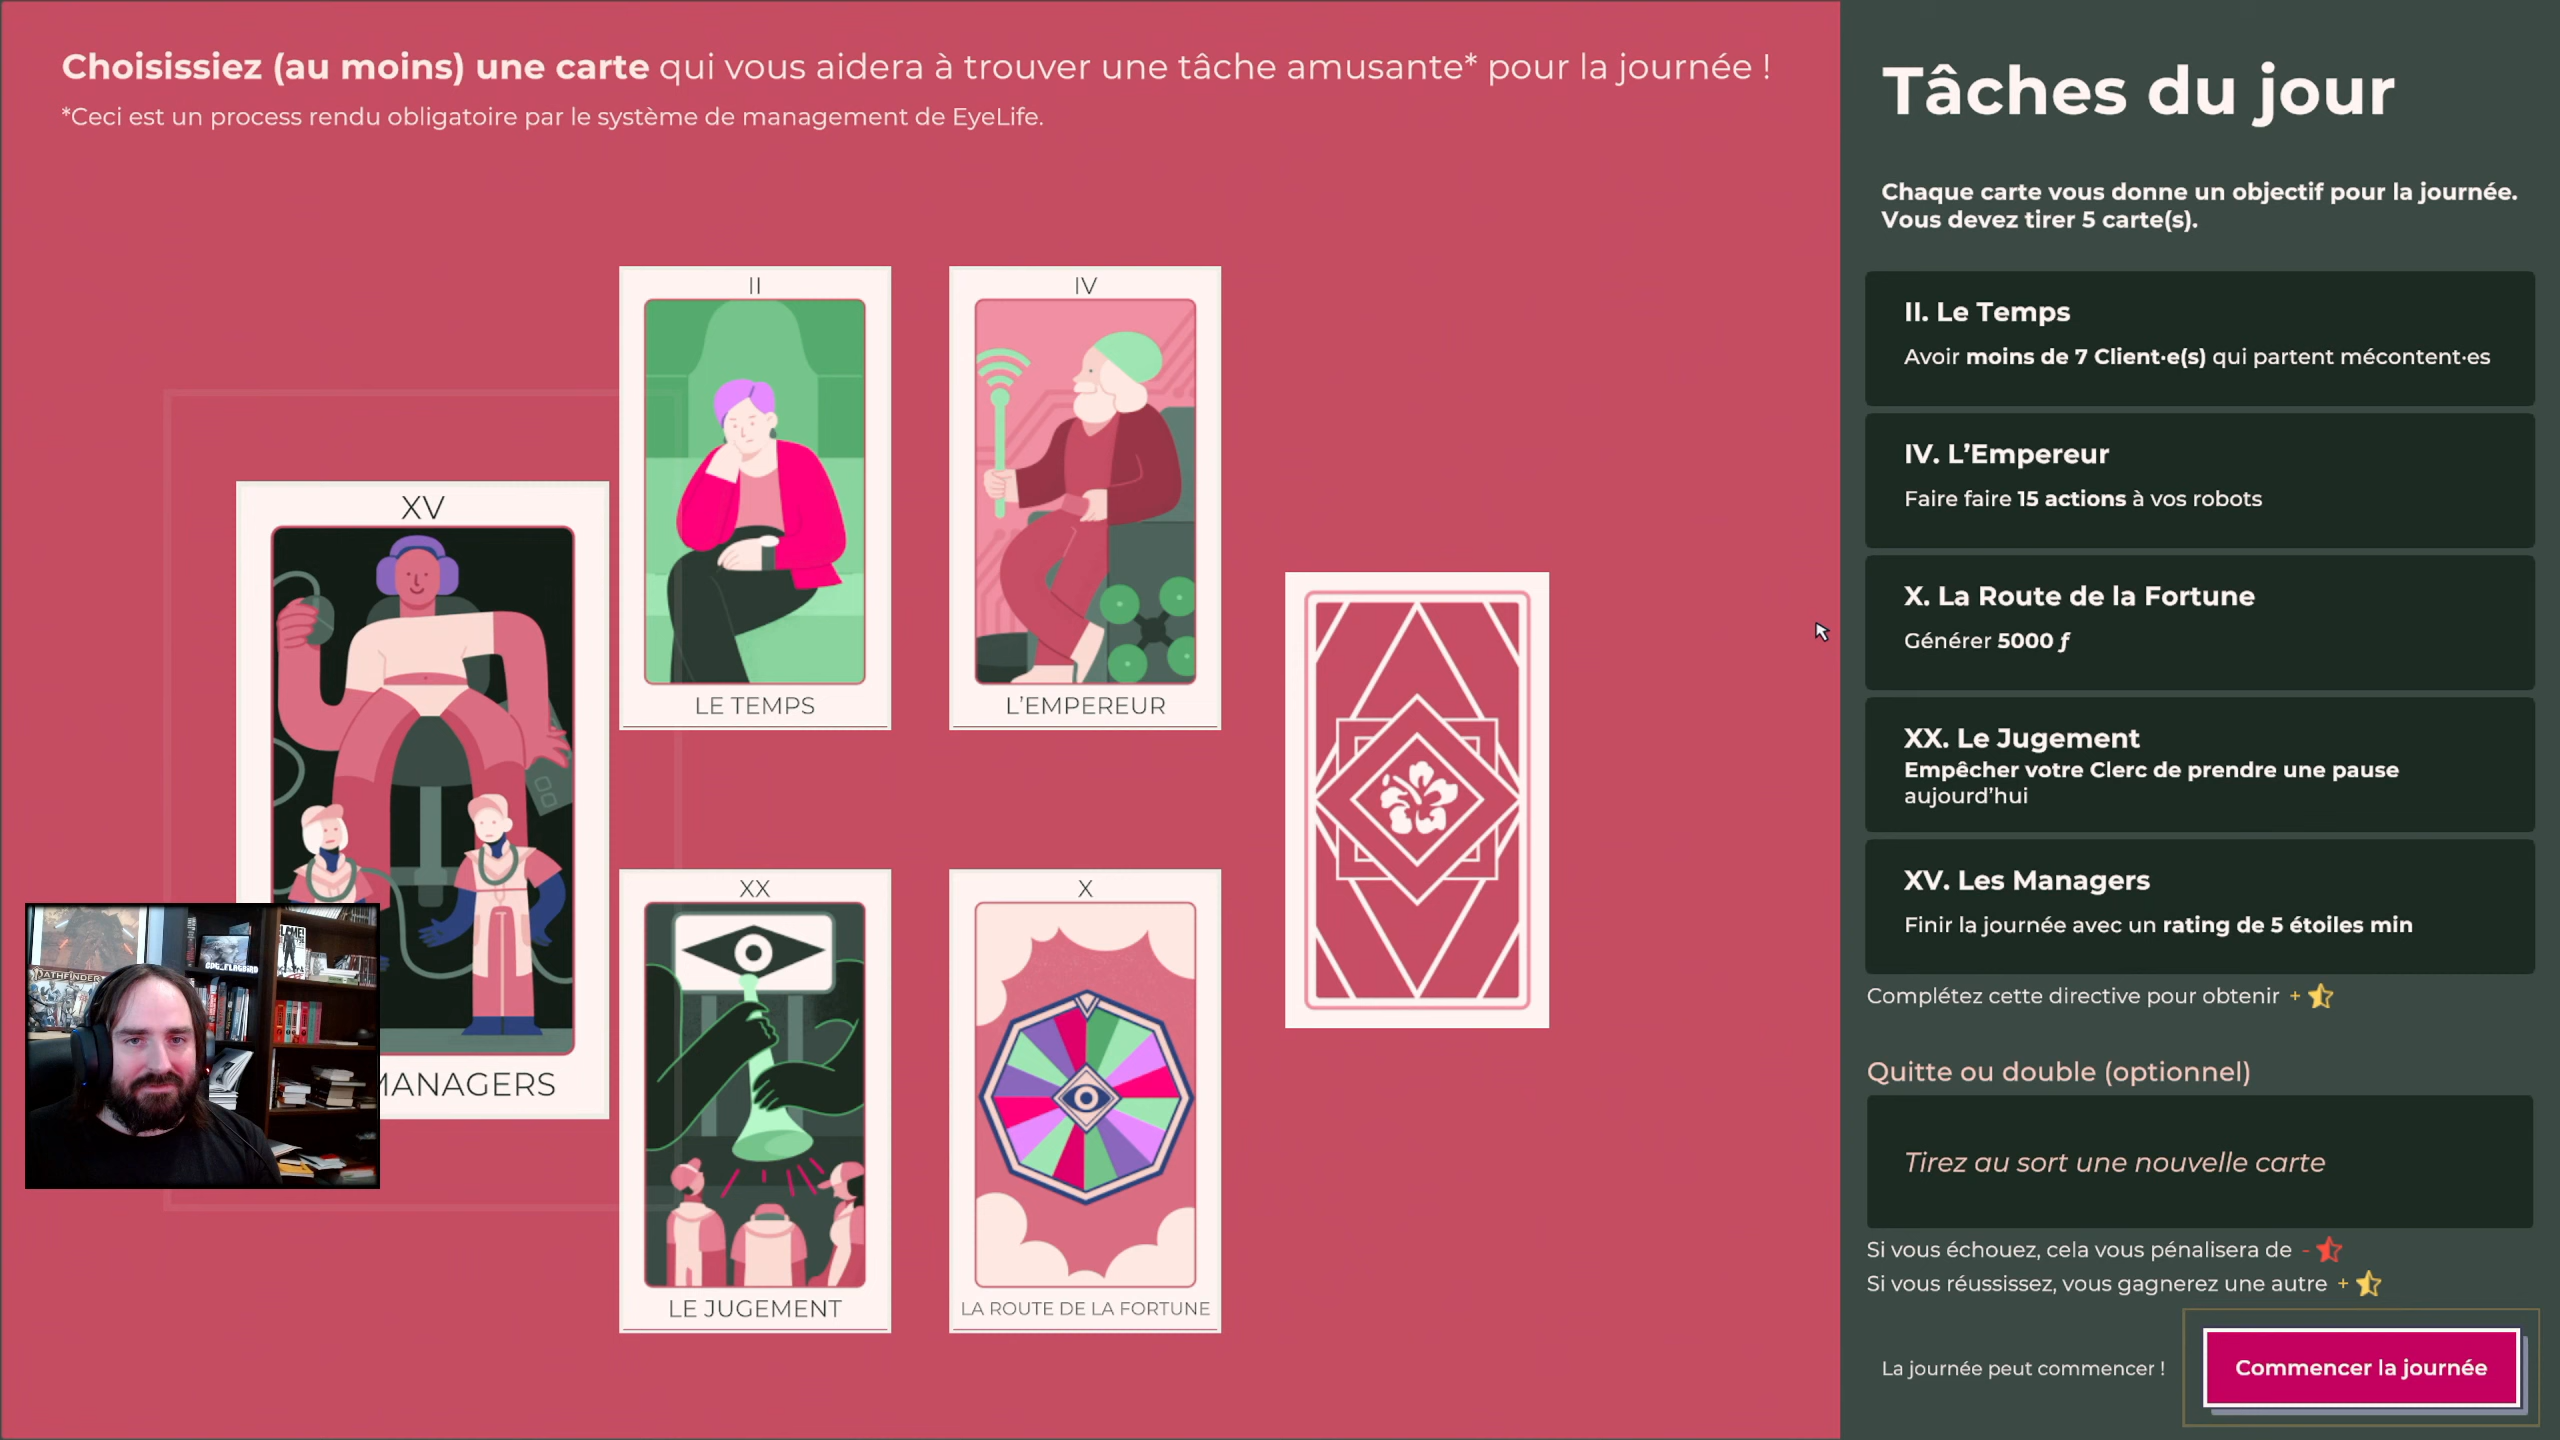 Choisissiez (au moins) une carte qui vous aidera à trouver une tâche amusante* pour la journée !
*Ceci est un process rendu obligatoire par le système de management de EyeLife.
II
LE TEMPS
IV
L'EMPEREUR
XV
MANAGERS
XX
LE JUGEMENT
X
LA ROUTE DE LA FORTUNE
PATHFINDER
Tâches du jour
Chaque carte vous donne un objectif pour la journée.
Vous devez tirer 5 carte(s).
II. Le Temps
Avoir moins de 7 Client·e(s) qui partent mécontent·es
IV. L'Empereur
Faire faire 15 actions à vos robots
X. La Route de la Fortune
Générer 5000 ƒ
XX. Le Jugement
Empêcher votre Clerc de prendre une pause
aujourd'hui
XV. Les Managers
Finir la journée avec un rating de 5 étoiles min
Complétez cette directive pour obtenir +
Quitte ou double (optionnel)
Tirez au sort une nouvelle carte
Si vous échouez, cela vous pénalisera de -
Si vous réussissez, vous gagnerez une autre +
La journée peut commencer !
Commencer la journée